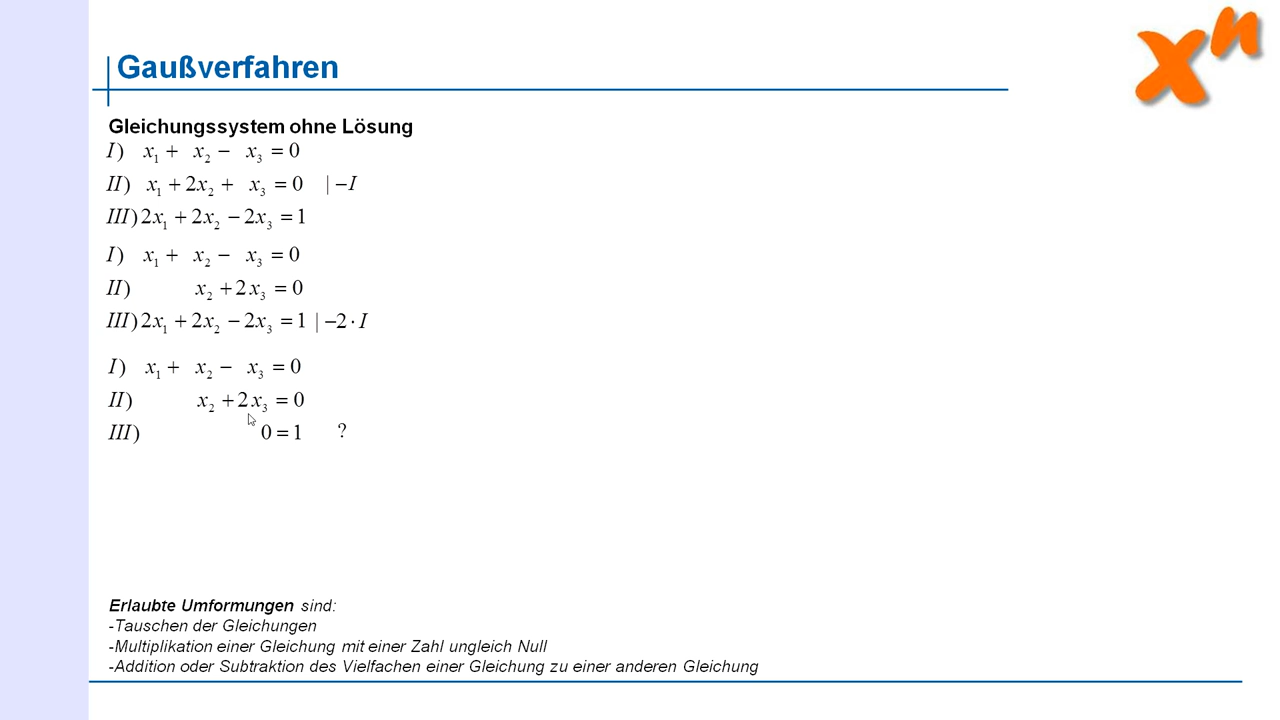 xⁿ
Gaußverfahren
Gleichungssystem ohne Lösung
I) x₁ + x₂ − x₃ = 0
II) x₁ + 2x₂ + x₃ = 0 | −I
III) 2x₁ + 2x₂ − 2x₃ = 1
I) x₁ + x₂ − x₃ = 0
II) x₂ + 2x₃ = 0
III) 2x₁ + 2x₂ − 2x₃ = 1 | −2·I
I) x₁ + x₂ − x₃ = 0
II) x₂ + 2x₃ = 0
III) 0 = 1 ?
Erlaubte Umformungen sind:
-Tauschen der Gleichungen
-Multiplikation einer Gleichung mit einer Zahl ungleich Null
-Addition oder Subtraktion des Vielfachen einer Gleichung zu einer anderen Gleichung